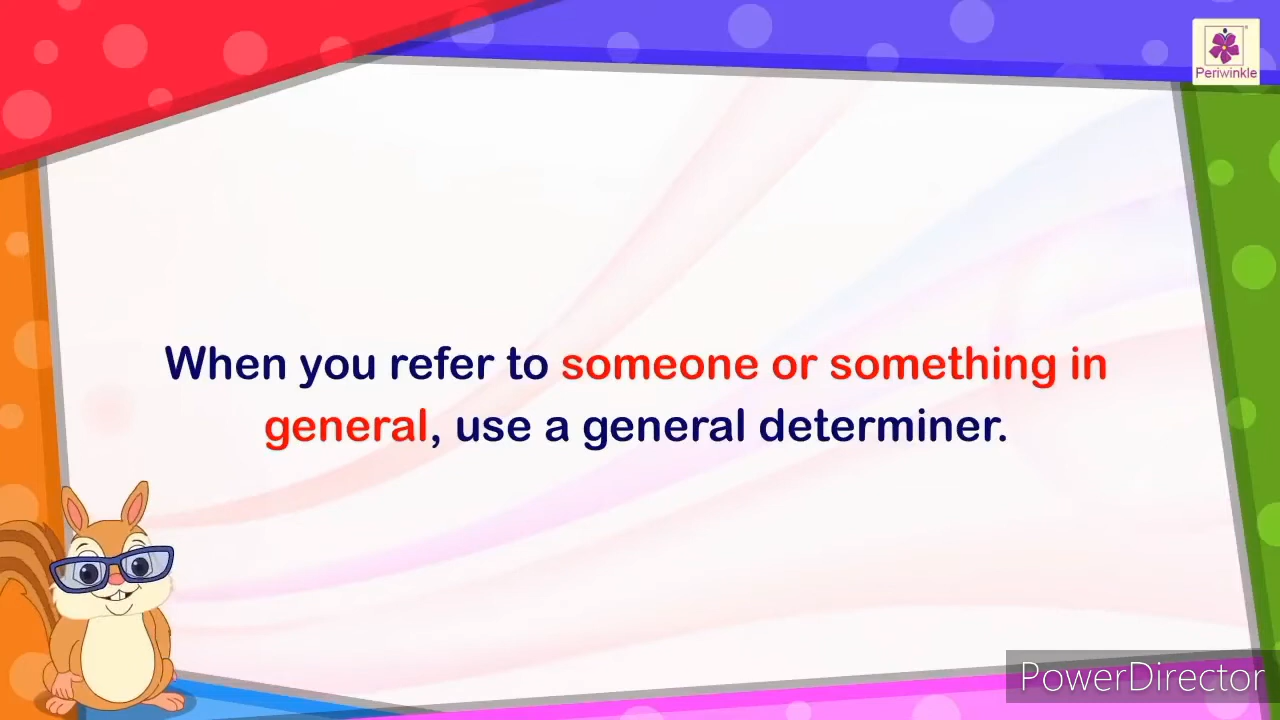 Periwinkle
When you refer to someone or something in
general, use a general determiner.
PowerDirector